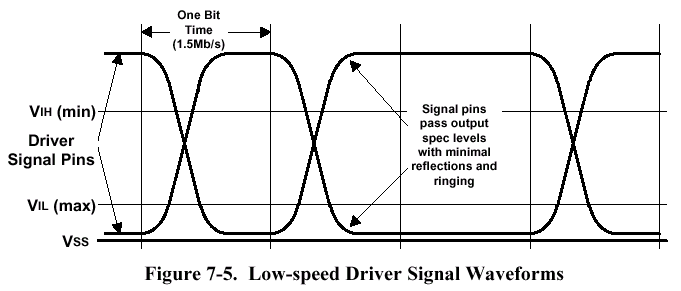 One Bit
Time
(1.5Mb/s)
VIH (min)
Driver
Signal Pins
Signal pins
pass output
spec levels
with minimal
reflections and
ringing
VIL (max)
VSS
Figure 7-5. Low-speed Driver Signal Waveforms